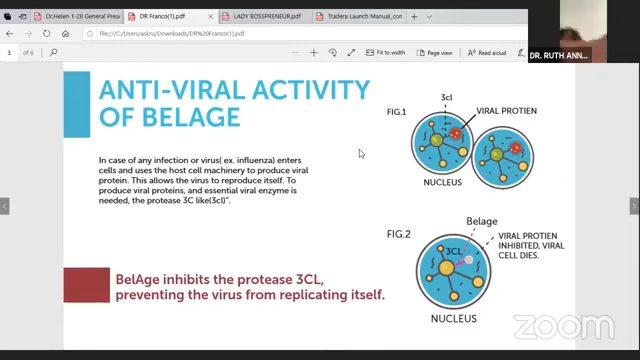 Dr.Helen 1-29 General Pres
DR Franco(1).pdf
LADY BOSSPRENEUR.pdf
Tradera Launch Manual_com
file:///C:/Users/asknu/Downloads/DR%20Franco(1).pdf
3 of 6
Fit to width
Page view
Read aloud
DR. RUTH ANN...
ANTI-VIRAL ACTIVITY
OF BELAGE
In case of any infection or virus( ex. influenza) enters
cells and uses the host cell machinery to produce viral
protein. This allows the virus to reproduce itself. To
produce viral proteins, and essential viral enzyme is
needed, the protease 3C like(3cl)".
BelAge inhibits the protease 3CL,
preventing the virus from replicating itself.
3cl
FIG.1
VIRAL PROTIEN
NUCLEUS
Belage
FIG.2
VIRAL PROTIEN
INHIBITED, VIRAL
CELL DIES.
3CL
NUCLEUS
zoom